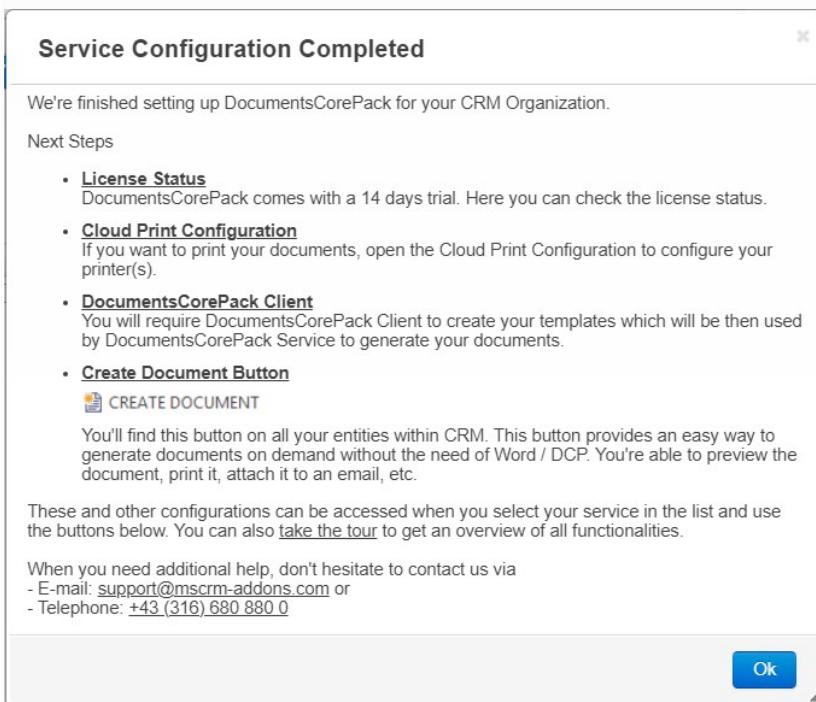 Service Configuration Completed
We're finished setting up DocumentsCorePack for your CRM Organization.
Next Steps
• License Status
DocumentsCorePack comes with a 14 days trial. Here you can check the license status.
• Cloud Print Configuration
If you want to print your documents, open the Cloud Print Configuration to configure your
printer(s).
• DocumentsCorePack Client
You will require DocumentsCorePack Client to create your templates which will be then used
by DocumentsCorePack Service to generate your documents.
• Create Document Button
CREATE DOCUMENT
You'll find this button on all your entities within CRM. This button provides an easy way to
generate documents on demand without the need of Word / DCP. You're able to preview the
document, print it, attach it to an email, etc.
These and other configurations can be accessed when you select your service in the list and use
the buttons below. You can also take the tour to get an overview of all functionalities.
When you need additional help, don't hesitate to contact us via
- E-mail: support@mscrm-addons.com or
- Telephone: +43 (316) 680 880 0
Ok